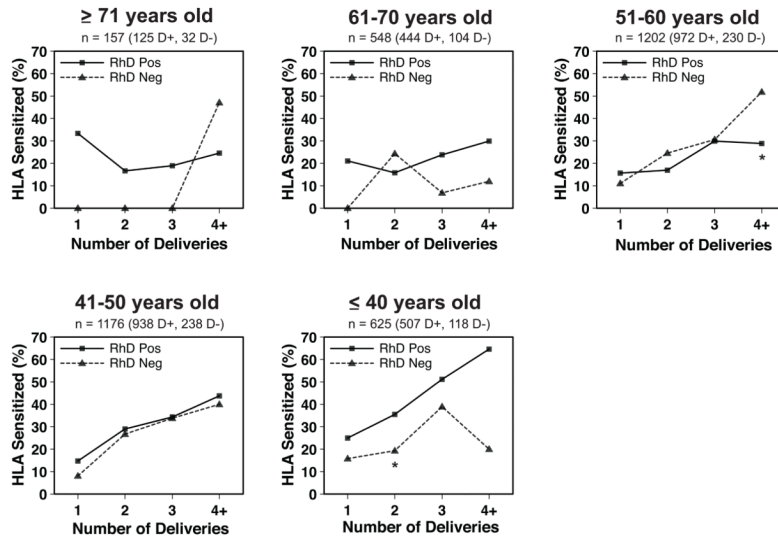 ≥ 71 years old
n = 157 (125 D+, 32 D-)
HLA Sensitized (%)
70
60
50
40
30
20
10
0
RhD Pos
RhD Neg
1 2 3 4+
Number of Deliveries
61-70 years old
n = 548 (444 D+, 104 D-)
HLA Sensitized (%)
70
60
50
40
30
20
10
0
RhD Pos
RhD Neg
1 2 3 4+
Number of Deliveries
51-60 years old
n = 1202 (972 D+, 230 D-)
HLA Sensitized (%)
70
60
50
40
30
20
10
0
RhD Pos
RhD Neg
*
1 2 3 4+
Number of Deliveries
41-50 years old
n = 1176 (938 D+, 238 D-)
HLA Sensitized (%)
70
60
50
40
30
20
10
0
RhD Pos
RhD Neg
1 2 3 4+
Number of Deliveries
≤ 40 years old
n = 625 (507 D+, 118 D-)
HLA Sensitized (%)
70
60
50
40
30
20
10
0
RhD Pos
RhD Neg
*
1 2 3 4+
Number of Deliveries